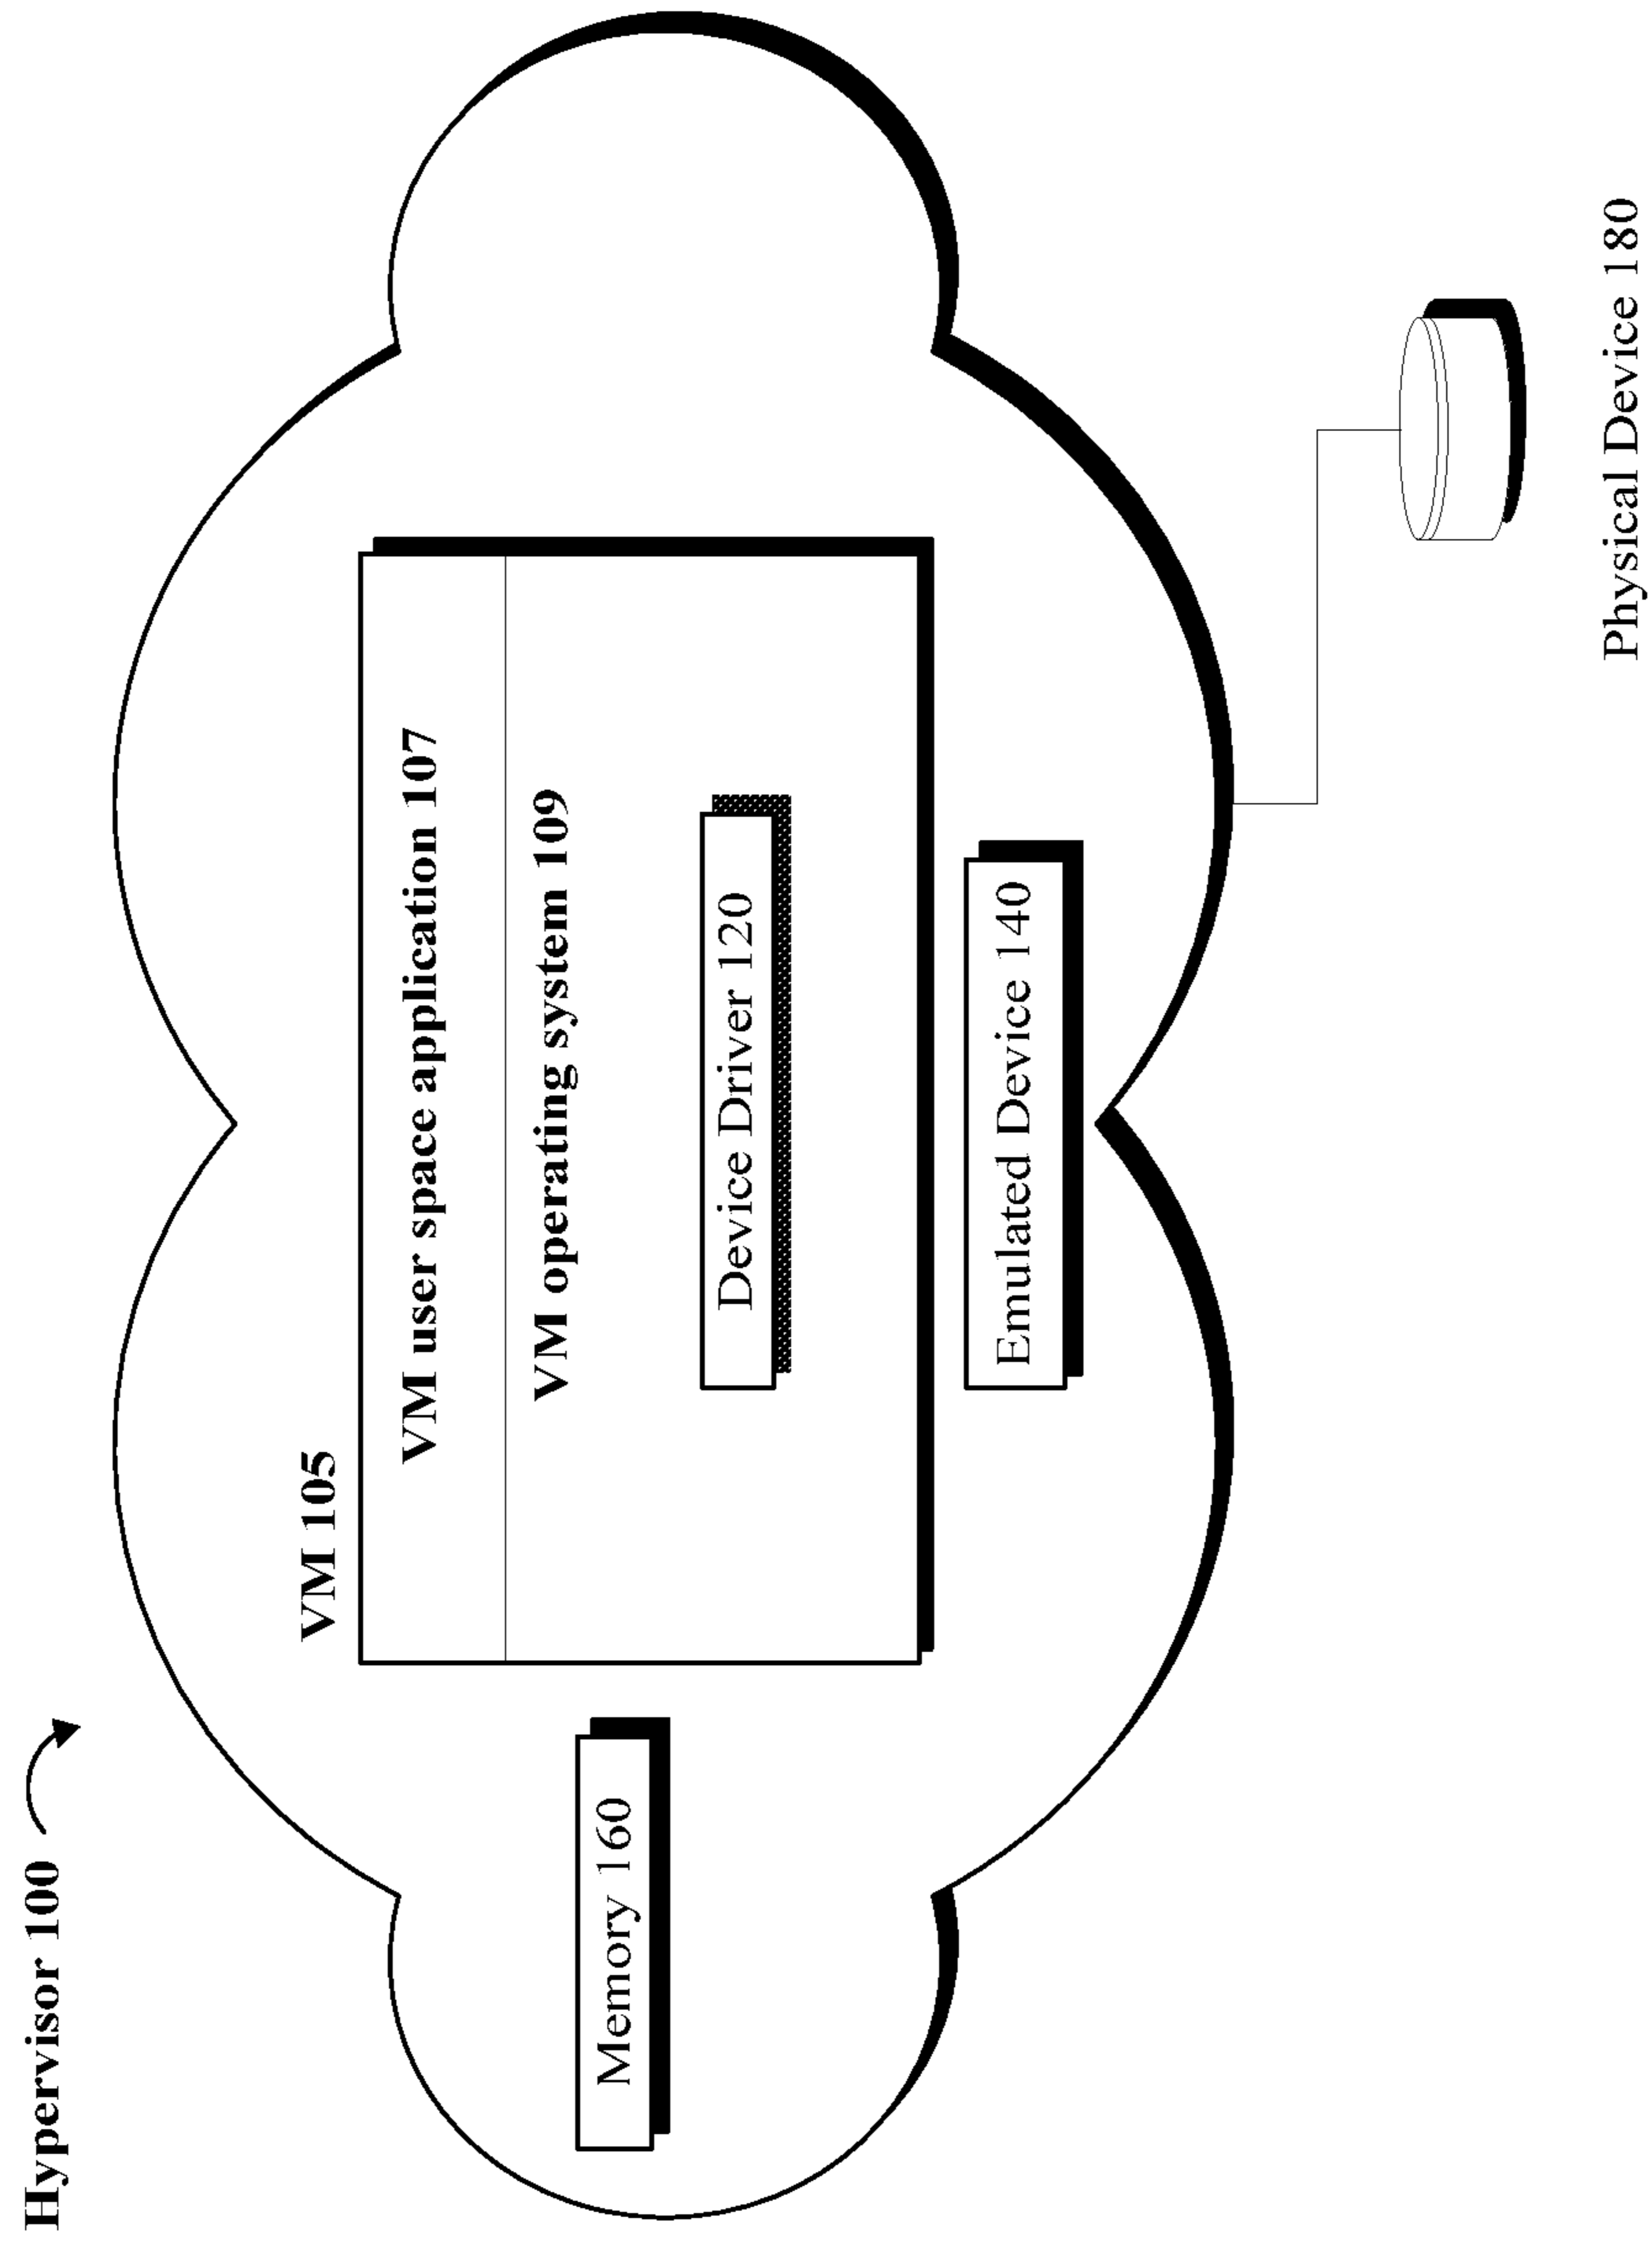 Hypervisor 100
VM 105
VM user space application 107
VM operating system 109
Memory 160
Device Driver 120
Emulated Device 140
Physical Device 180